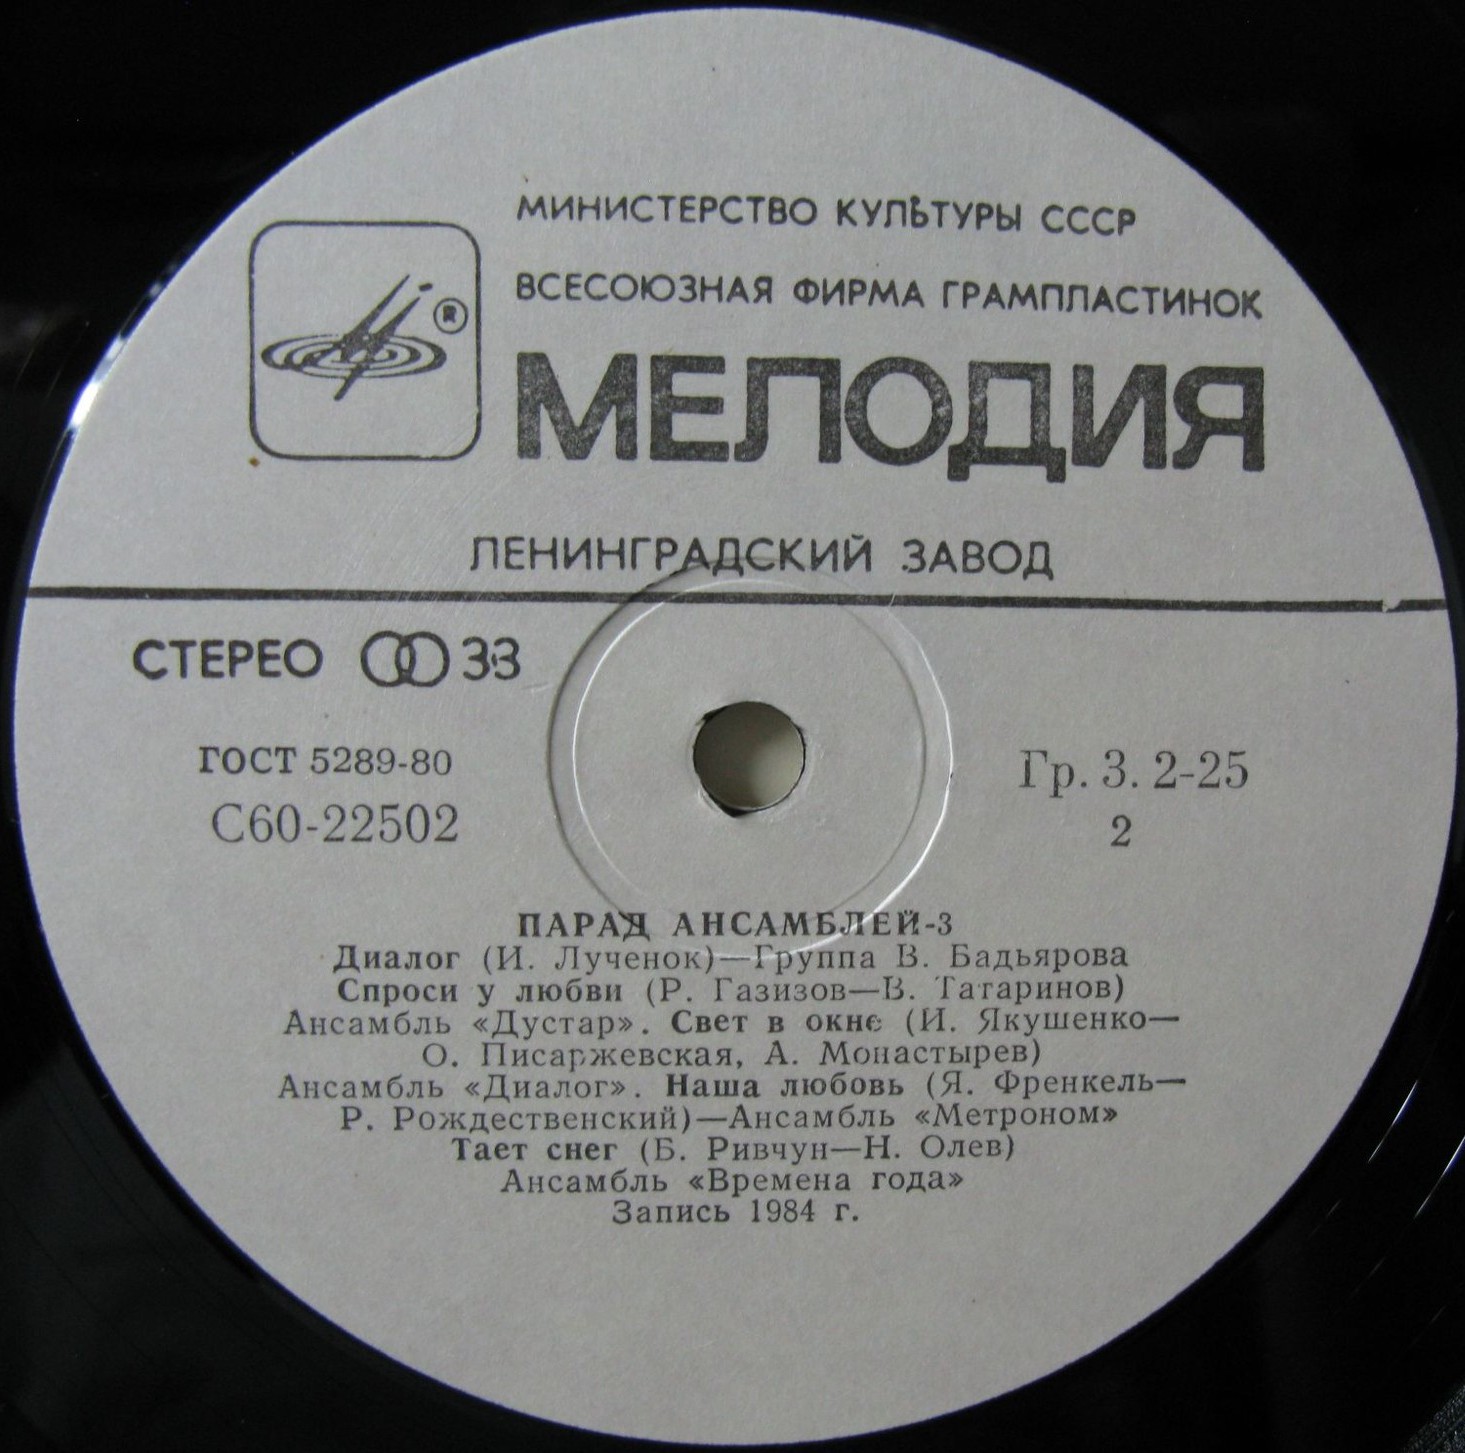 МИНИСТЕРСТВО КУЛЬТУРЫ СССР
ВСЕСОЮЗНАЯ ФИРМА ГРАМПЛАСТИНОК
®
МЕЛОДИЯ
ЛЕНИНГРАДСКИЙ ЗАВОД
СТЕРЕО 33
ГОСТ 5289-80
С60-22502
Гр. 3. 2-25
2
ПАРАД АНСАМБЛЕЙ-3
Диалог (И. Лученок)—Группа В. Бадьярова
Спроси у любви (Р. Газизов—В. Татаринов)
Ансамбль «Дустар». Свет в окне (И. Якушенко—
О. Писаржевская, А. Монастырев)
Ансамбль «Диалог». Наша любовь (Я. Френкель—
Р. Рождественский)—Ансамбль «Метроном»
Тает снег (Б. Ривчун—Н. Олев)
Ансамбль «Времена года»
Запись 1984 г.